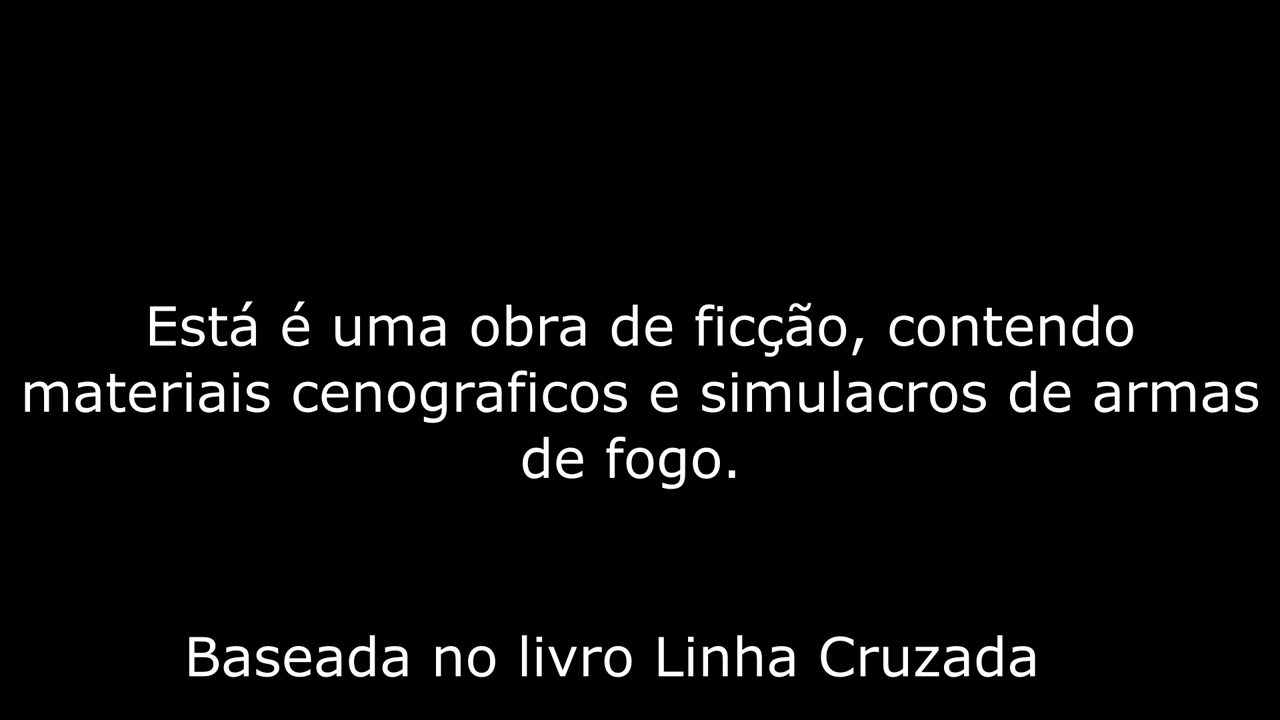 Está é uma obra de ficção, contendo
materiais cenograficos e simulacros de armas
de fogo.
Baseada no livro Linha Cruzada